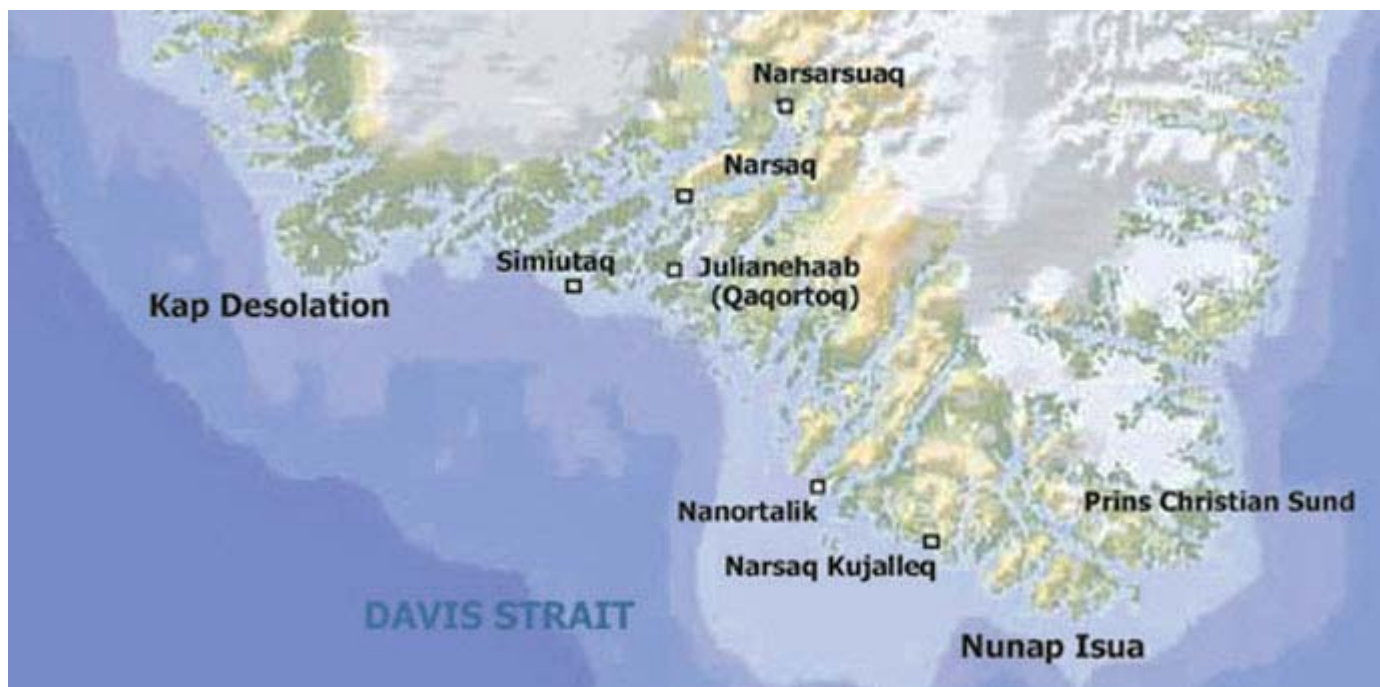 Narsarsuaq
Narsaq
Simiutaq
Julianehaab
(Qaqortoq)
Kap Desolation
Nanortalik
Prins Christian Sund
Narsaq Kujalleq
DAVIS STRAIT
Nunap Isua